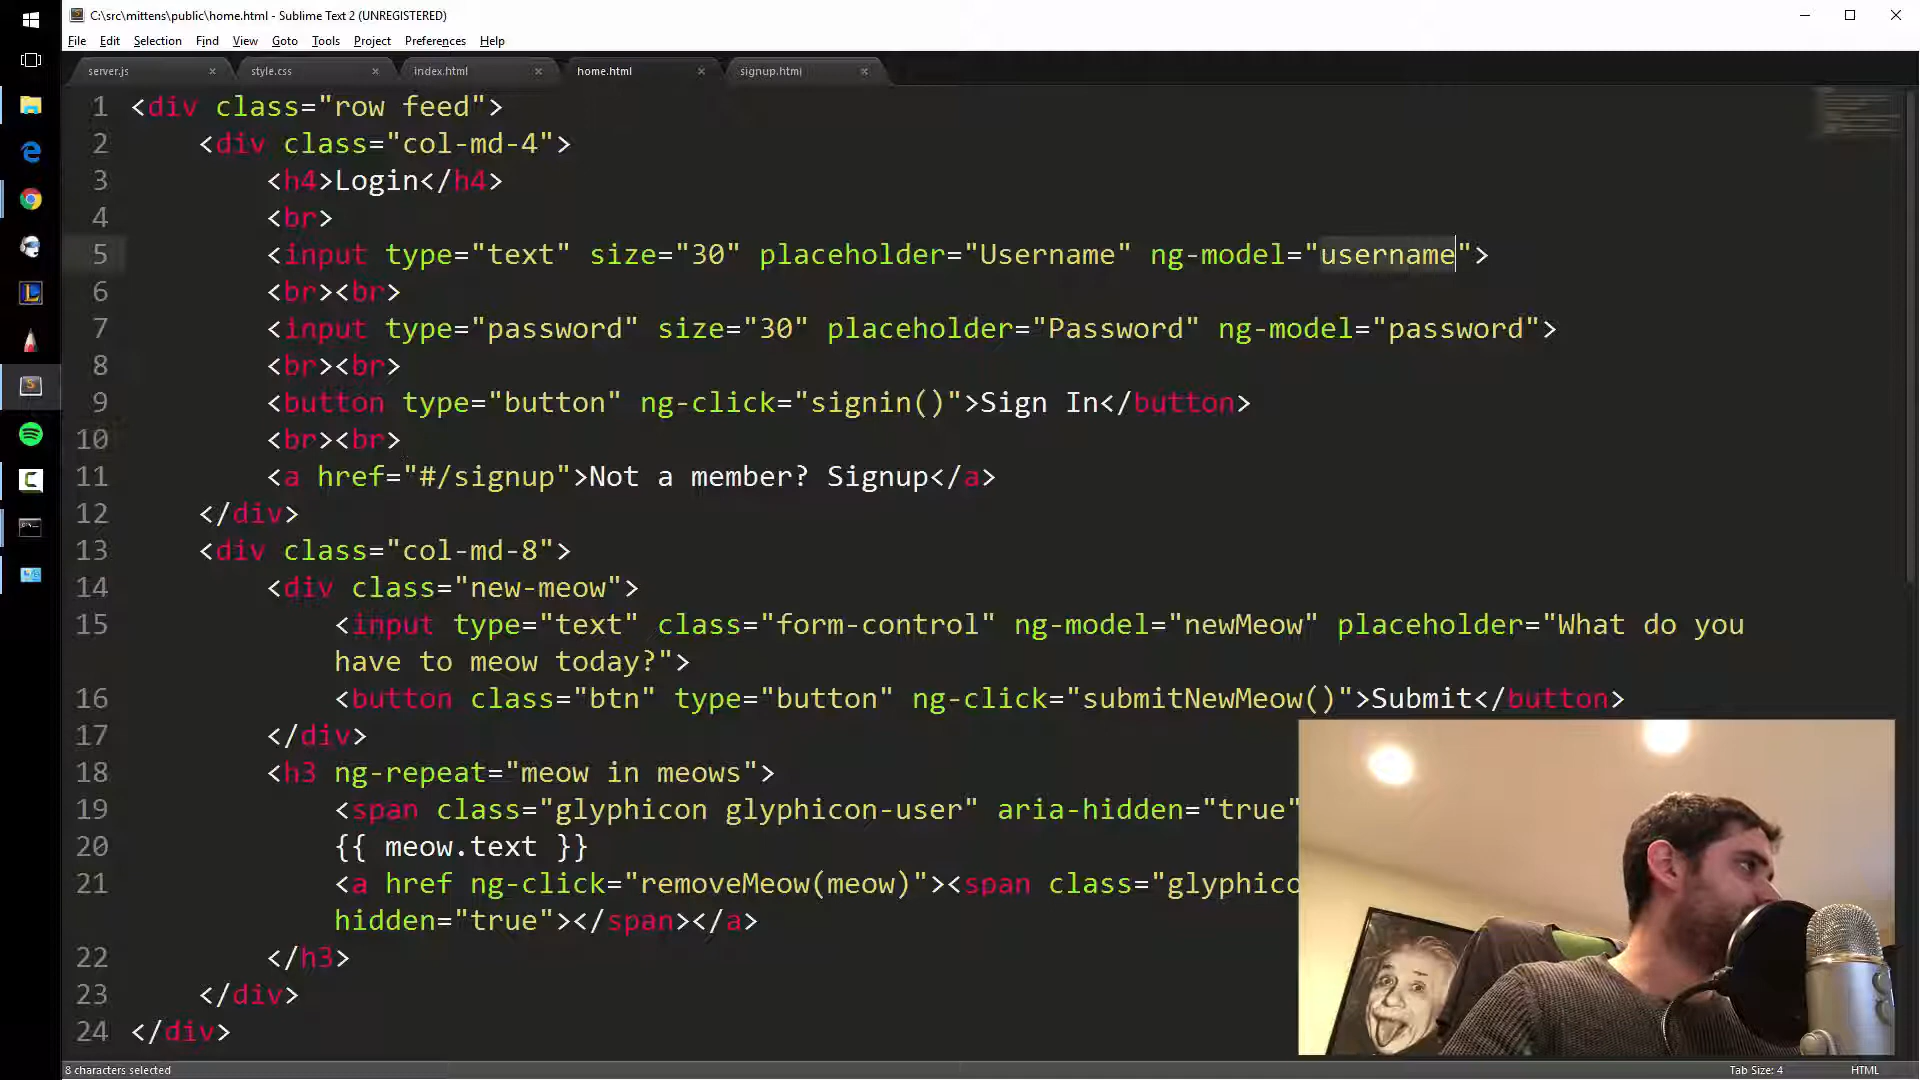 C:\src\mittens\public\home.html - Sublime Text 2 (UNREGISTERED)
File Edit Selection Find View Goto Tools Project Preferences Help
server.js × style.css × index.html × home.html × signup.html ×
1 <div class="row feed">
2 <div class="col-md-4">
3 <h4>Login</h4>
4 <br>
5 <input type="text" size="30" placeholder="Username" ng-model="username">
6 <br><br>
7 <input type="password" size="30" placeholder="Password" ng-model="password">
8 <br><br>
9 <button type="button" ng-click="signin()">Sign In</button>
10 <br><br>
11 <a href="#/signup">Not a member? Signup</a>
12 </div>
13 <div class="col-md-8">
14 <div class="new-meow">
15 <input type="text" class="form-control" ng-model="newMeow" placeholder="What do you
have to meow today?">
16 <button class="btn" type="button" ng-click="submitNewMeow()">Submit</button>
17 </div>
18 <h3 ng-repeat="meow in meows">
19 <span class="glyphicon glyphicon-user" aria-hidden="true"
20 {{ meow.text }}
21 <a href ng-click="removeMeow(meow)"><span class="glyphico
hidden="true"></span></a>
22 </h3>
23 </div>
24 </div>
8 characters selected
Tab Size: 4
HTML